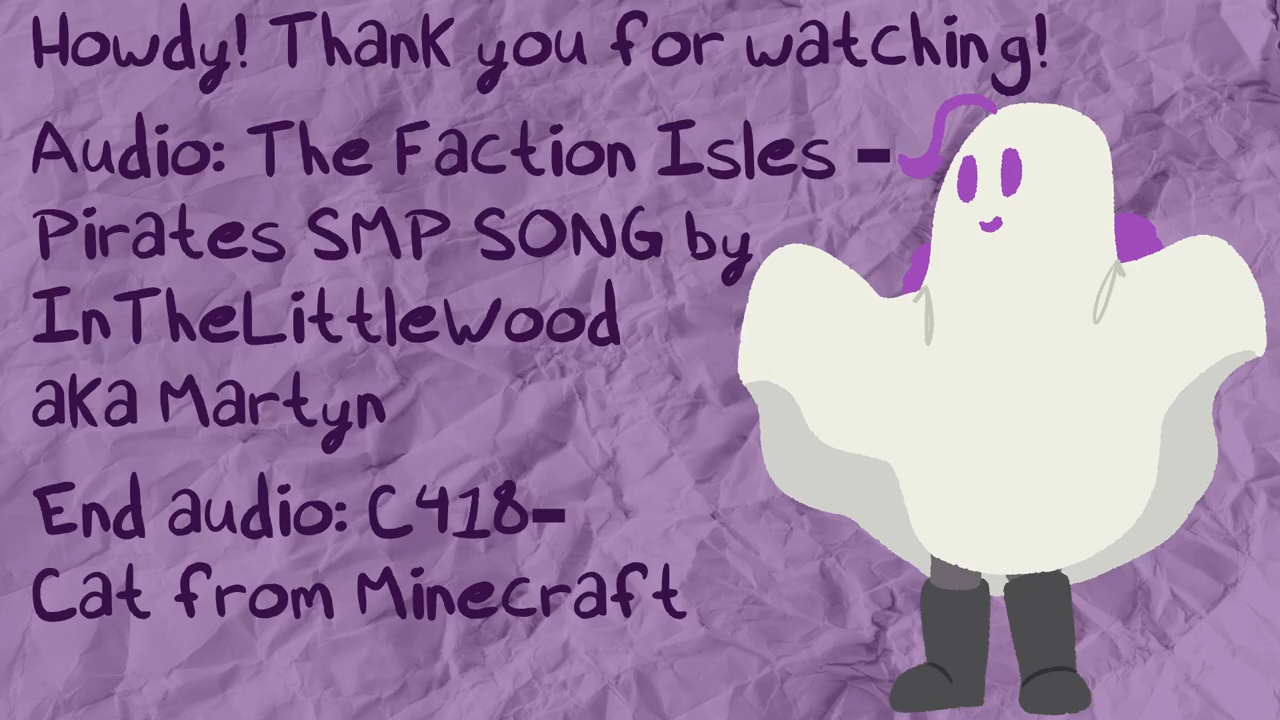 Howdy! Thank you for watching!
Audio: The Faction Isles -
Pirates SMP SONG by
InTheLittleWood
aka Martyn
End audio: C418-
Cat from Minecraft